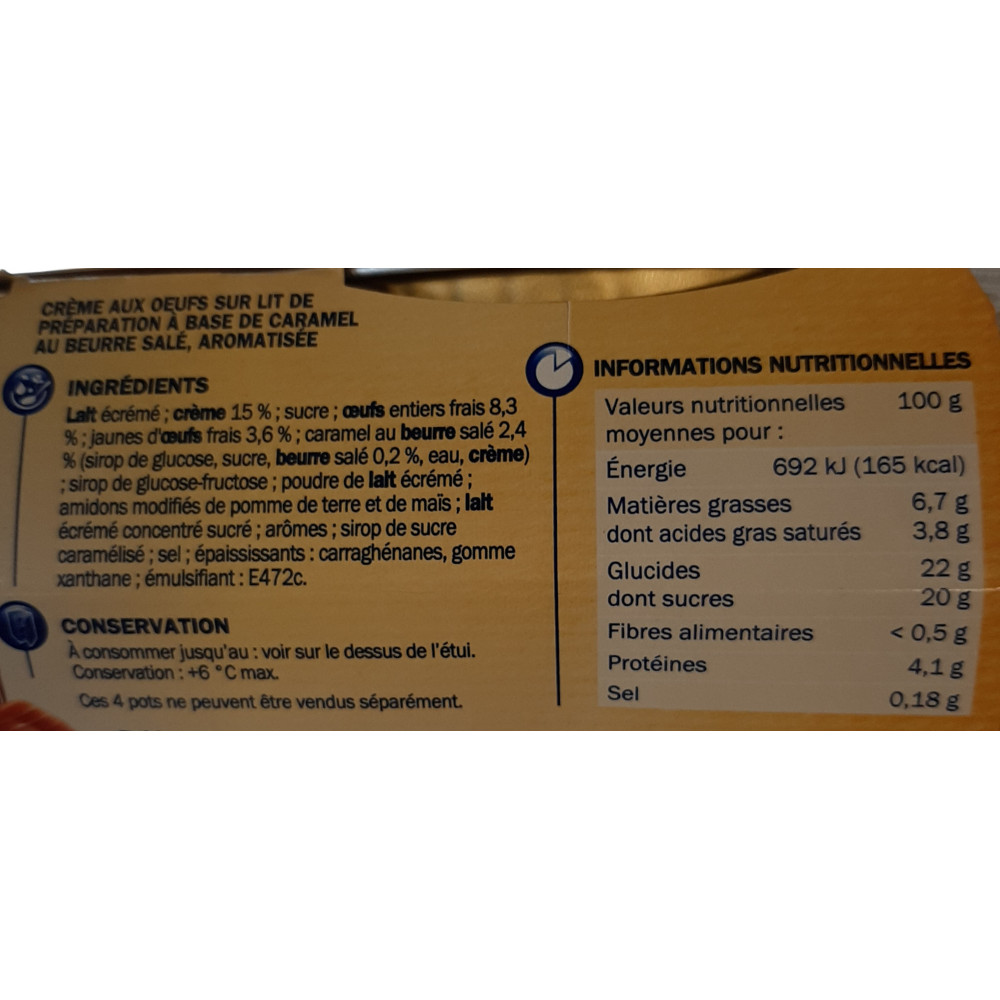 CRÈME AUX OEUFS SUR LIT DE
PRÉPARATION À BASE DE CARAMEL
AU BEURRE SALÉ, AROMATISÉE
INGRÉDIENTS
Lait écrémé ; crème 15 % ; sucre ; œufs entiers frais 8,3
% ; jaunes d'œufs frais 3,6 % ; caramel au beurre salé 2,4
% (sirop de glucose, sucre, beurre salé 0,2 %, eau, crème)
; sirop de glucose-fructose ; poudre de lait écrémé ;
amidons modifiés de pomme de terre et de maïs ; lait
écrémé concentré sucré ; arômes ; sirop de sucre
caramélisé ; sel ; épaississants : carraghénanes, gomme
xanthane ; émulsifiant : E472c.
CONSERVATION
À consommer jusqu'au : voir sur le dessus de l'étui.
Conservation : +6 °C max.
Ces 4 pots ne peuvent être vendus séparément.
INFORMATIONS NUTRITIONNELLES
Valeurs nutritionnelles 100 g
moyennes pour :
Énergie 692 kJ (165 kcal)
Matières grasses 6,7 g
dont acides gras saturés 3,8 g
Glucides 22 g
dont sucres 20 g
Fibres alimentaires < 0,5 g
Protéines 4,1 g
Sel 0,18 g